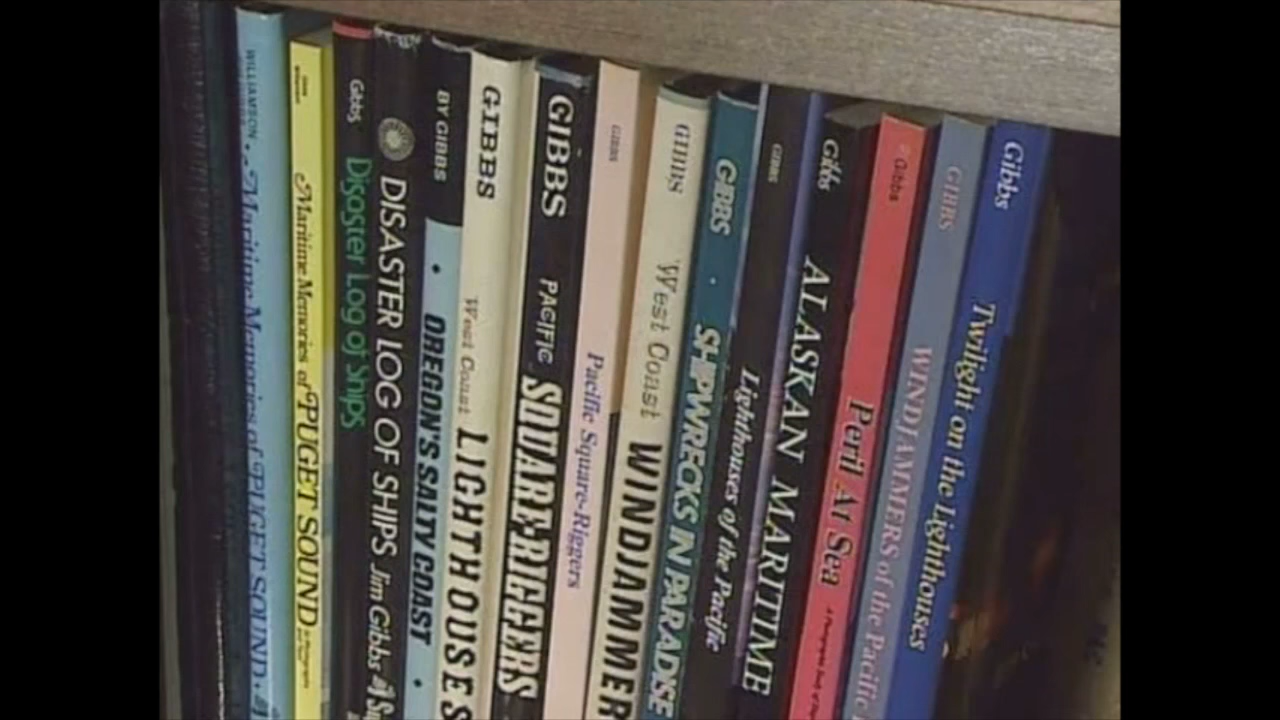 WILLIAMSON · Maritime Memories of PUGET SOUND ·
Maritime Memories of PUGET SOUND
Gibbs Disaster Log of Ships
DISASTER LOG OF SHIPS Jim Gibbs
BY GIBBS • OREGON'S SALTY COAST •
GIBBS West Coast LIGHTHOUSES
GIBBS PACIFIC SQUARE-RIGGERS
GIBBS Pacific Square-Riggers
GIBBS West Coast WINDJAMMER
GIBBS · SHIPWRECKS IN PARADISE
GIBBS Lighthouses of the Pacific
Gibbs ALASKAN MARITIME
Gibbs Peril At Sea
GIBBS WINDJAMMERS of the Pacific
Gibbs Twilight on the Lighthouses